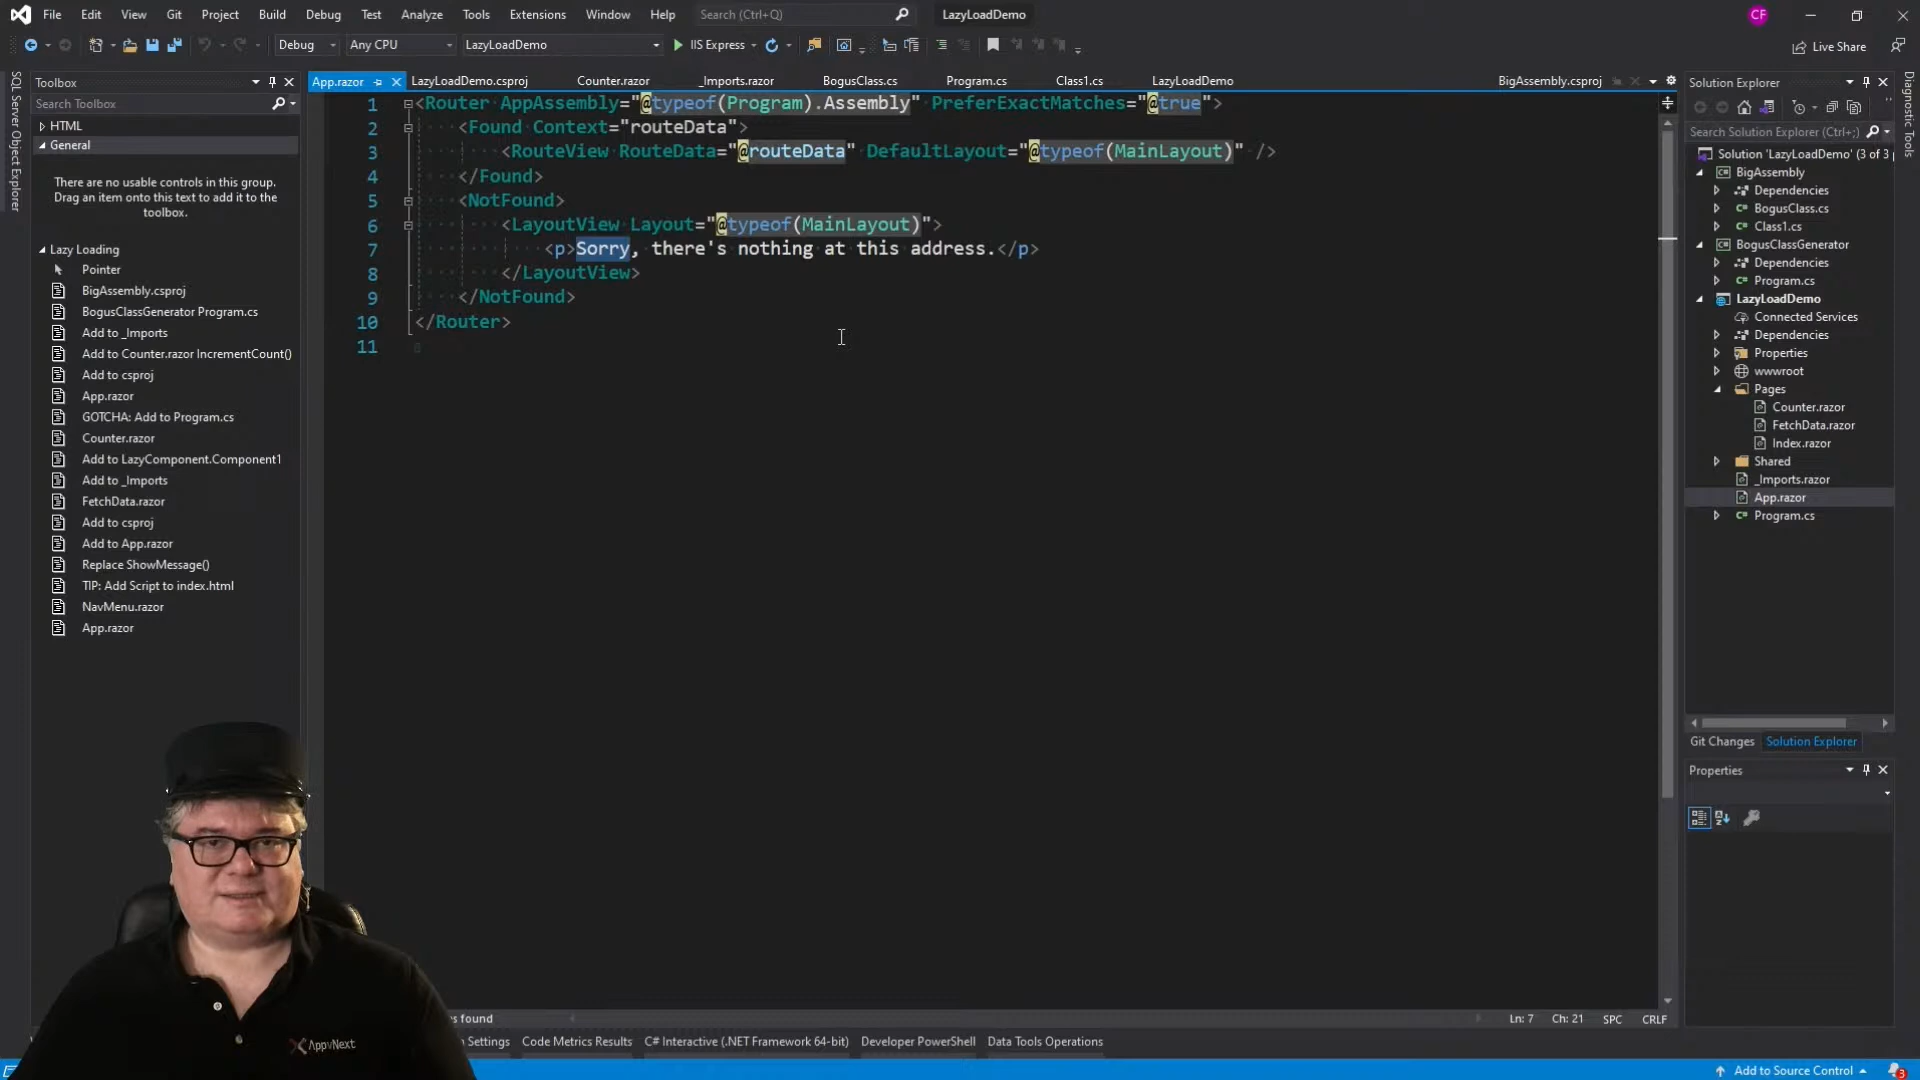 File Edit View Git Project Build Debug Test Analyze Tools Extensions Window Help Search (Ctrl+Q) LazyLoadDemo CF
Debug Any CPU LazyLoadDemo IIS Express Live Share
SQL Server Object Explorer
Toolbox
Search Toolbox
HTML
General
There are no usable controls in this group.
Drag an item onto this text to add it to the
toolbox.
Lazy Loading
Pointer
BigAssembly.csproj
BogusClassGenerator Program.cs
Add to _Imports
Add to Counter.razor IncrementCount()
Add to csproj
App.razor
GOTCHA: Add to Program.cs
Counter.razor
Add to LazyComponent.Component1
Add to _Imports
FetchData.razor
Add to csproj
Add to App.razor
Replace ShowMessage()
TIP: Add Script to index.html
NavMenu.razor
App.razor
App.razor LazyLoadDemo.csproj Counter.razor _Imports.razor BogusClass.cs Program.cs Class1.cs LazyLoadDemo BigAssembly.csproj
1 <Router AppAssembly="@typeof(Program).Assembly" PreferExactMatches="@true">
2 <Found Context="routeData">
3 <RouteView RouteData="@routeData" DefaultLayout="@typeof(MainLayout)" />
4 </Found>
5 <NotFound>
6 <LayoutView Layout="@typeof(MainLayout)">
7 <p>Sorry, there's nothing at this address.</p>
8 </LayoutView>
9 </NotFound>
10 </Router>
11
s found Ln: 7 Ch: 21 SPC CRLF
Settings Code Metrics Results C# Interactive (.NET Framework 64-bit) Developer PowerShell Data Tools Operations
Solution Explorer
Search Solution Explorer (Ctrl+;)
Solution 'LazyLoadDemo' (3 of 3
BigAssembly
Dependencies
BogusClass.cs
Class1.cs
BogusClassGenerator
Dependencies
Program.cs
LazyLoadDemo
Connected Services
Dependencies
Properties
wwwroot
Pages
Counter.razor
FetchData.razor
Index.razor
Shared
_Imports.razor
App.razor
Program.cs
Git Changes Solution Explorer
Properties
Diagnostic Tools
AppvNext
Add to Source Control 3